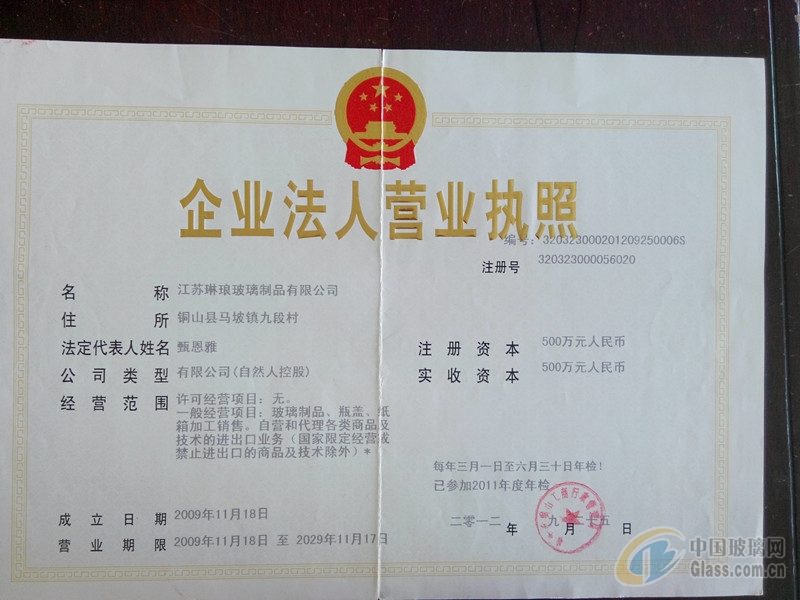 企业法人营业执照
编号: 320323000201209250006S
注册号 320323000056020
名称 江苏琳琅玻璃制品有限公司
住所 铜山县马坡镇九段村
法定代表人姓名 甄恩雅
注册资本 500万元人民币
公司类型 有限公司(自然人控股)
实收资本 500万元人民币
经营范围 许可经营项目: 无。
一般经营项目: 玻璃制品、瓶盖、纸
箱加工销售。自营和代理各类商品及
技术的进出口业务(国家限定经营或
禁止进出口的商品及技术除外)*
每年三月一日至六月三十日年检!
已参加2011年度年检
成立日期 2009年11月18日
二零一二 年 九 月 二十五 日
营业期限 2009年11月18日 至 2029年11月17日
中国玻璃网
Glass.com.cn